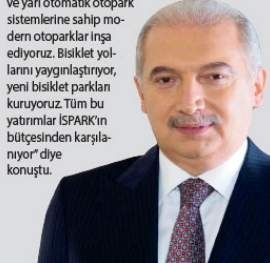 ve yarı otomatik otopark
sistemlerine sahip mo-
dern otoparklar inşa
ediyoruz. Bisiklet yol-
larını yaygınlaştırıyor,
yeni bisiklet parkları
kuruyoruz. Tüm bu
yatırımlar İSPARK'ın
bütçesinden karşıla-
nıyor" diye
konuştu.